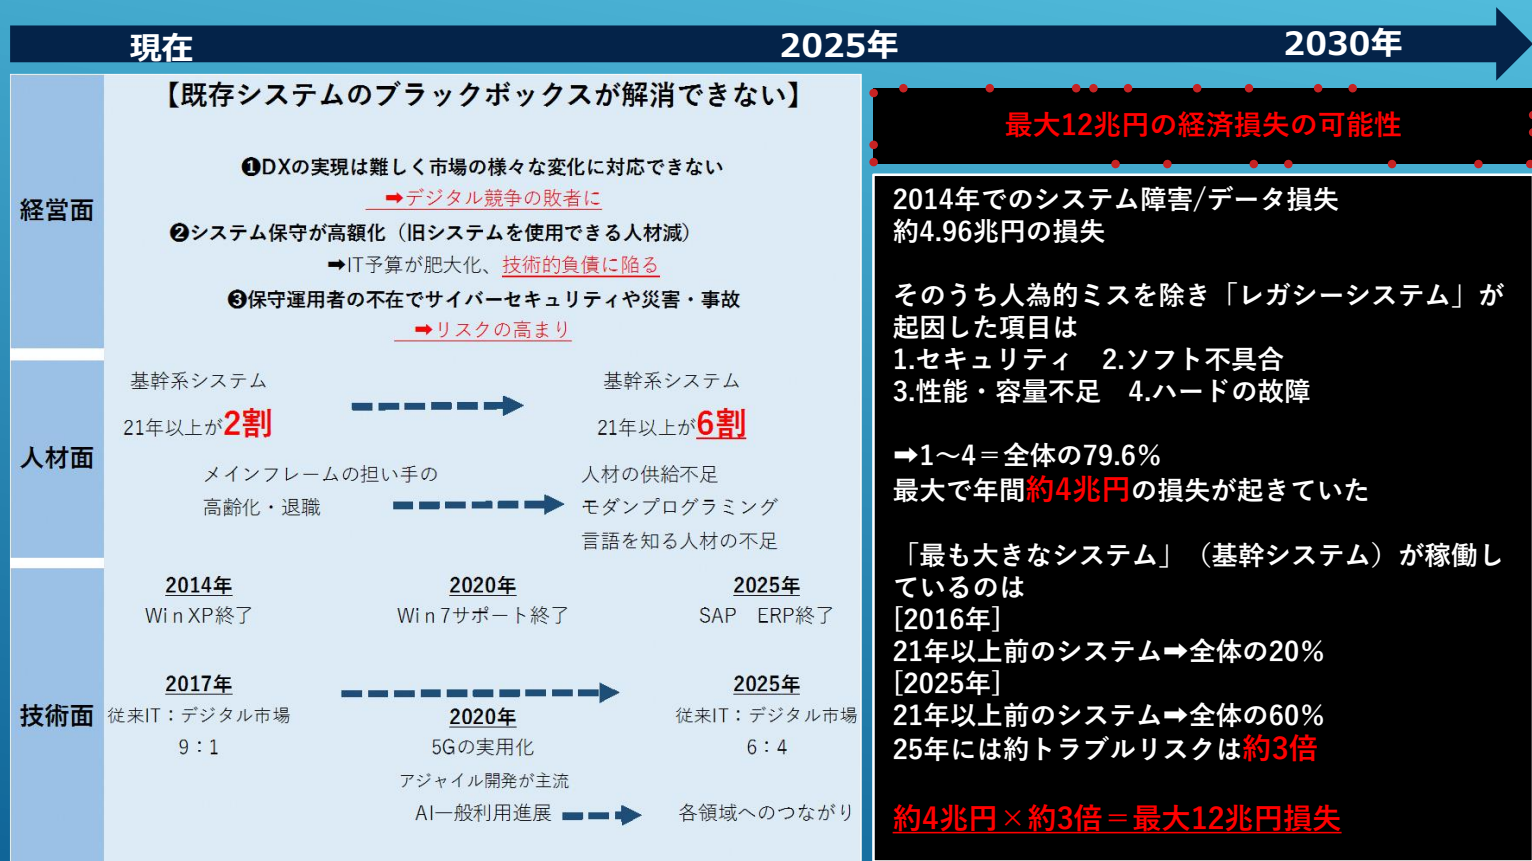 現在
2025年
2030年
【既存システムのブラックボックスが解消できない】
経営面
❶DXの実現は難しく市場の様々な変化に対応できない
➡デジタル競争の敗者に
❷システム保守が高額化（旧システムを使用できる人材減）
➡IT予算が肥大化、技術的負債に陥る
❸保守運用者の不在でサイバーセキュリティや災害・事故
➡リスクの高まり
人材面
基幹系システム
21年以上が2割
基幹系システム
21年以上が6割
メインフレームの担い手の
高齢化・退職
人材の供給不足
モダンプログラミング
言語を知る人材の不足
技術面
2014年
WinXP終了
2020年
Win7サポート終了
2025年
SAP　ERP終了
2017年
従来IT：デジタル市場
9：1
2020年
5Gの実用化
アジャイル開発が主流
AI一般利用進展
2025年
従来IT：デジタル市場
6：4
各領域へのつながり
最大12兆円の経済損失の可能性
2014年でのシステム障害/データ損失
約4.96兆円の損失
そのうち人為的ミスを除き「レガシーシステム」が
起因した項目は
1.セキュリティ　2.ソフト不具合
3.性能・容量不足　4.ハードの故障
➡1～4＝全体の79.6%
最大で年間約4兆円の損失が起きていた
「最も大きなシステム」（基幹システム）が稼働し
ているのは
[2016年]
21年以上前のシステム➡全体の20%
[2025年]
21年以上前のシステム➡全体の60%
25年には約トラブルリスクは約3倍
約4兆円×約3倍＝最大12兆円損失